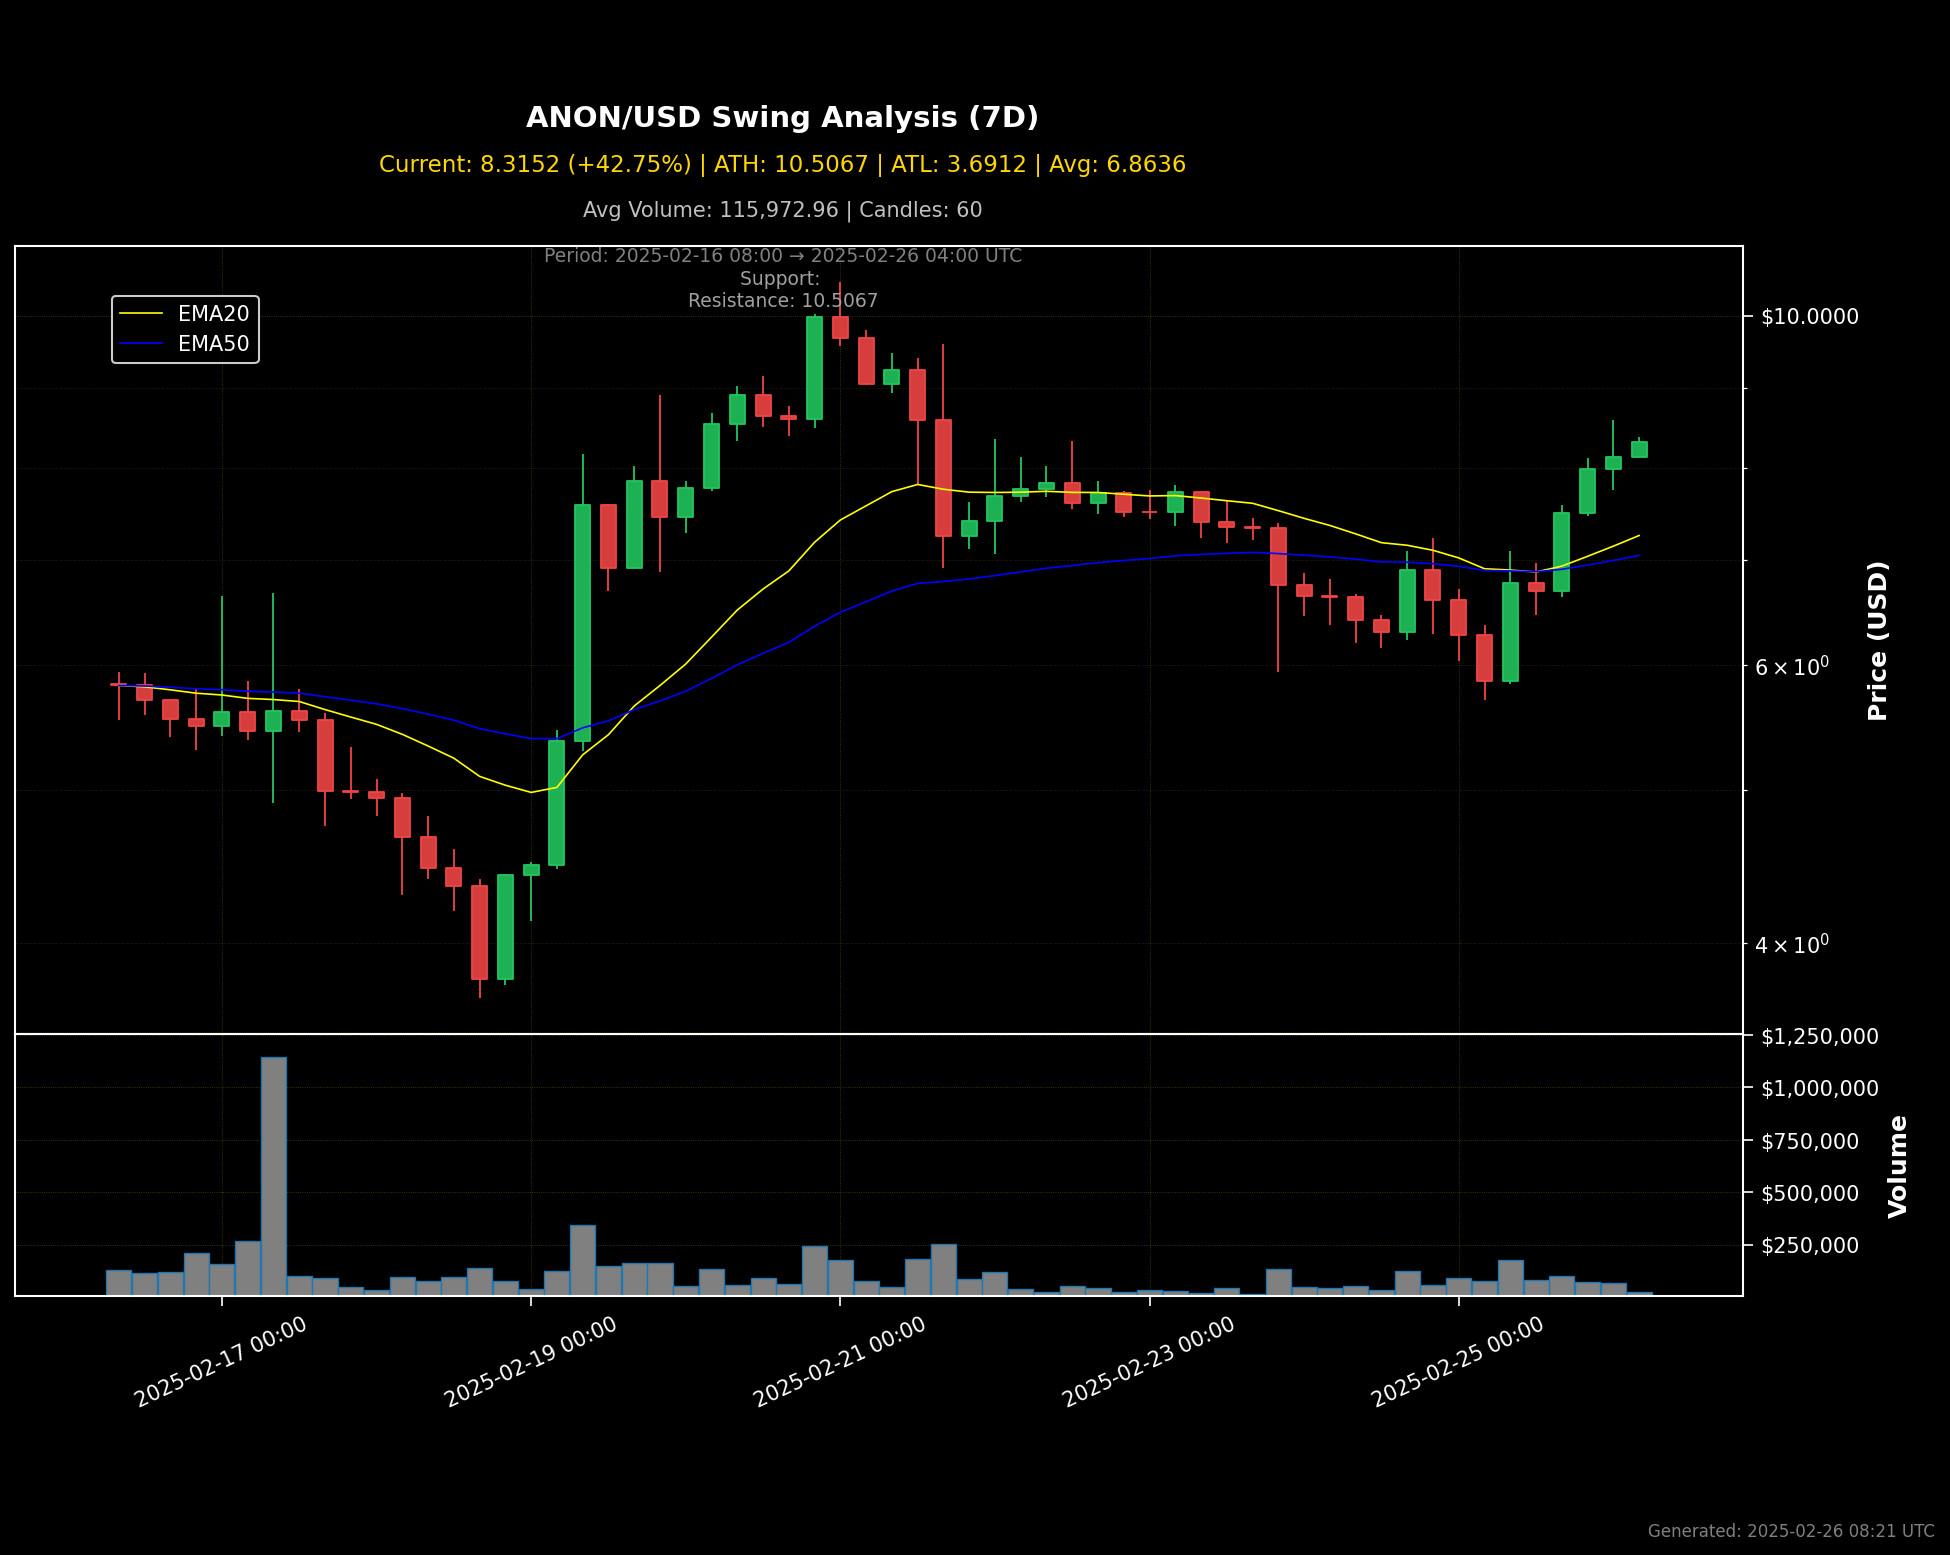 ANON/USD Swing Analysis (7D)
Current: 8.3152 (+42.75%) | ATH: 10.5067 | ATL: 3.6912 | Avg: 6.8636
Avg Volume: 115,972.96 | Candles: 60
Period: 2025-02-16 08:00 → 2025-02-26 04:00 UTC
Support:
Resistance: 10.5067
EMA20
EMA50
$10.0000
6 × 10⁰
4 × 10⁰
Price (USD)
$1,250,000
$1,000,000
$750,000
$500,000
$250,000
Volume
2025-02-17 00:00
2025-02-19 00:00
2025-02-21 00:00
2025-02-23 00:00
2025-02-25 00:00
Generated: 2025-02-26 08:21 UTC